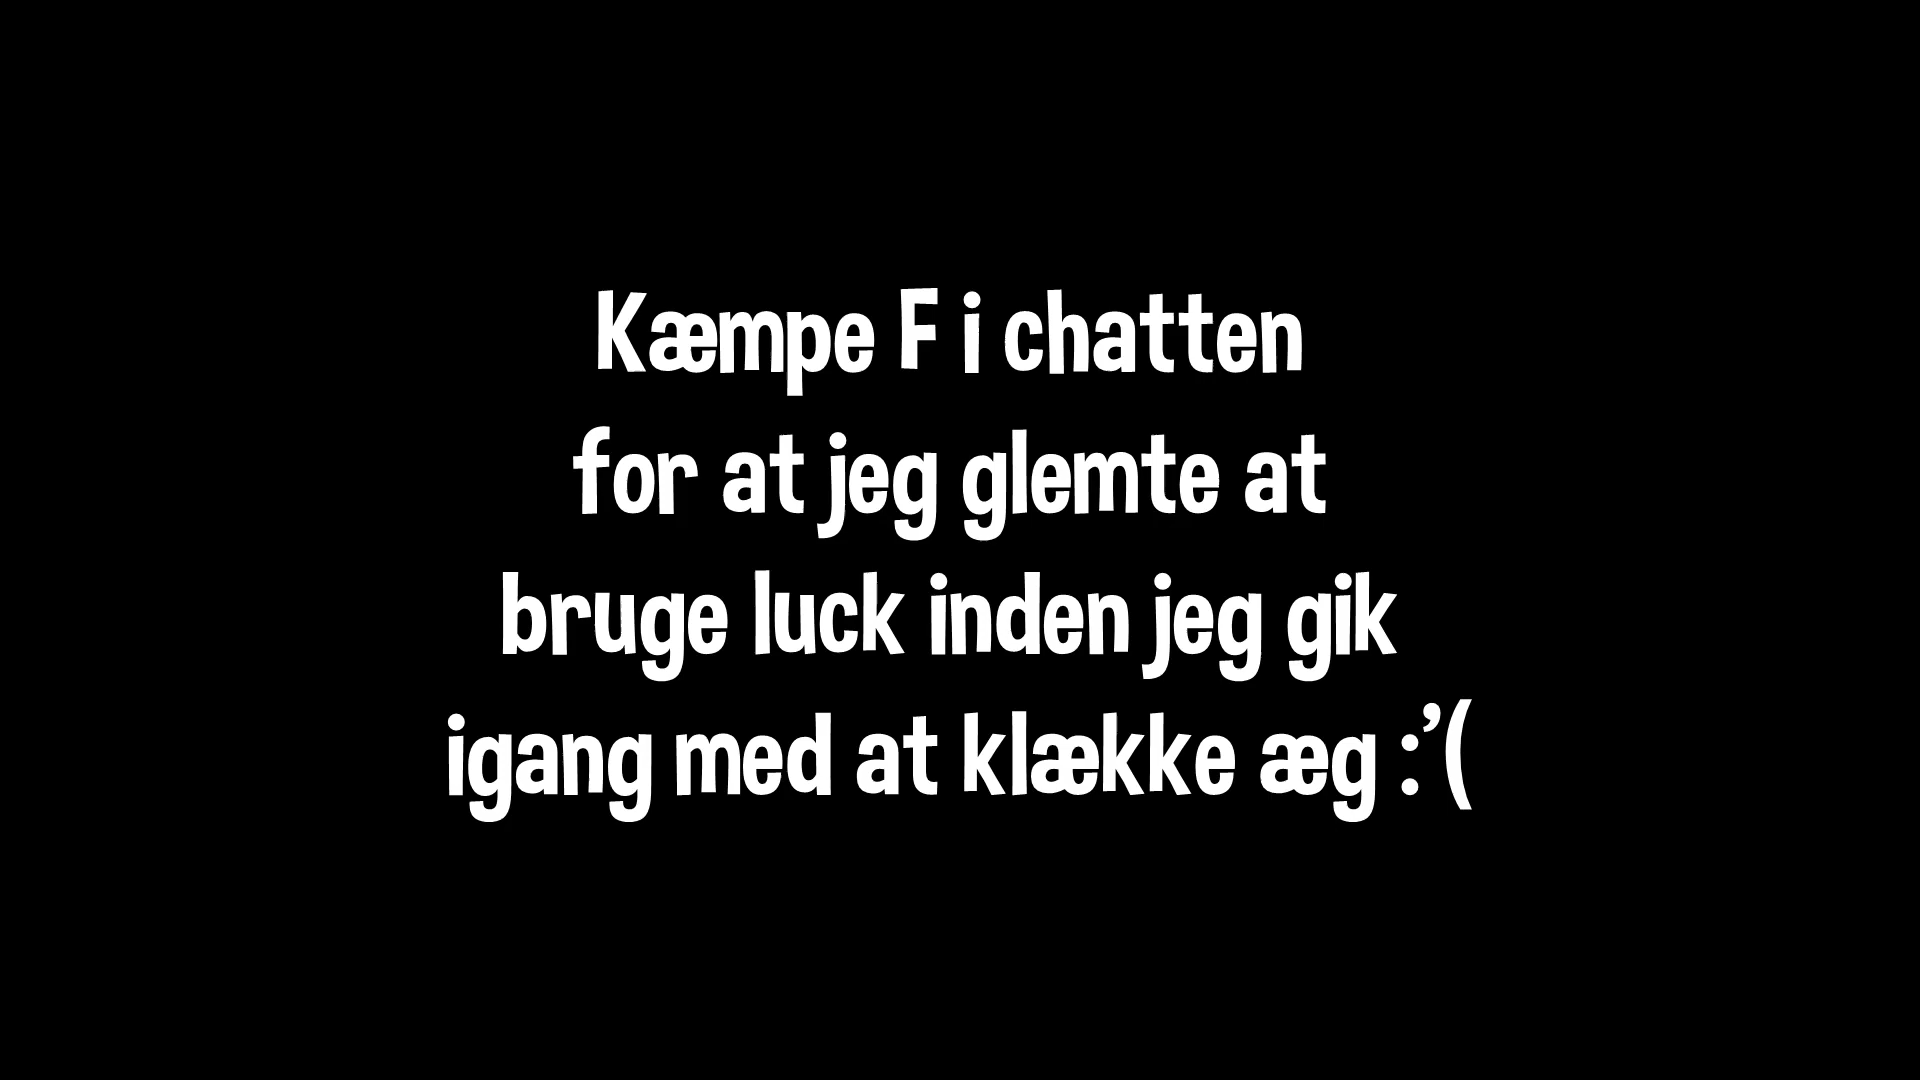 Kæmpe F i chatten
for at jeg glemte at
bruge luck inden jeg gik
igang med at klække æg :’(